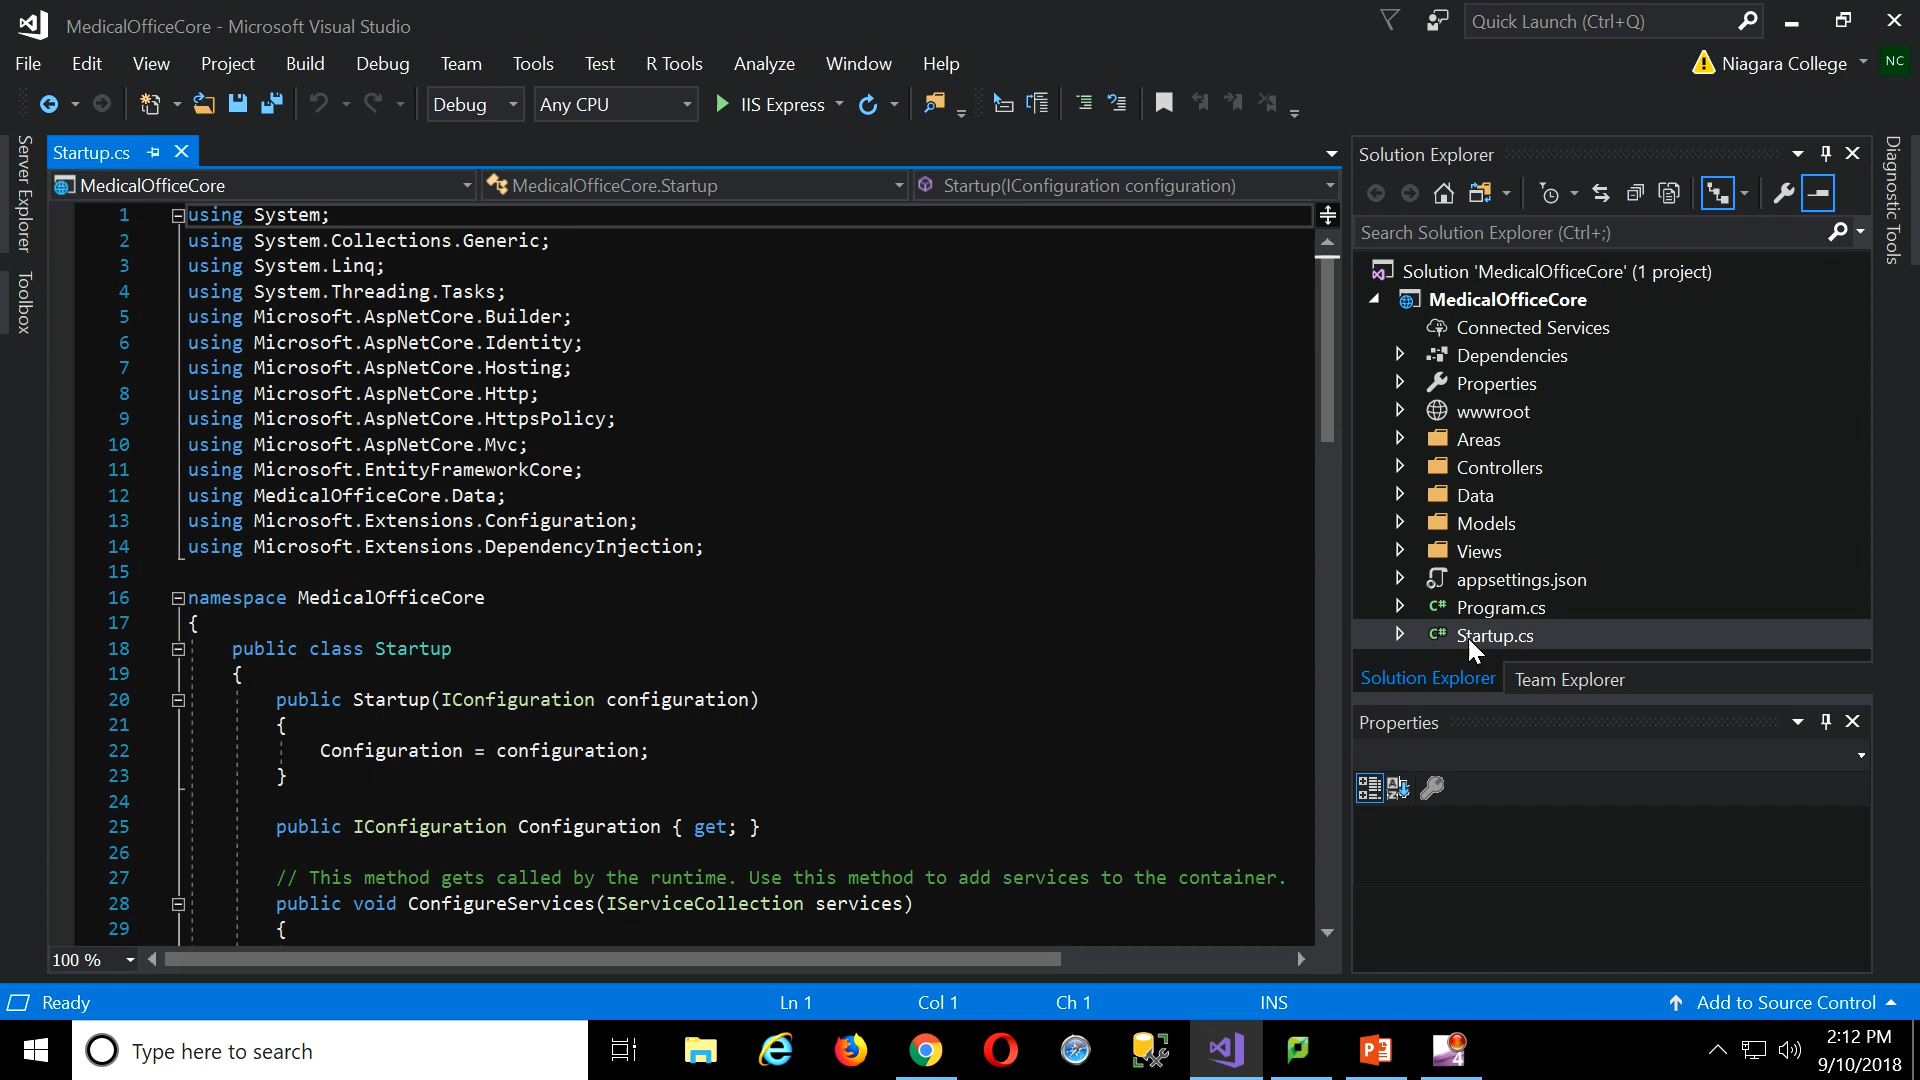 MedicalOfficeCore - Microsoft Visual Studio
Quick Launch (Ctrl+Q)
File Edit View Project Build Debug Team Tools Test R Tools Analyze Window Help
Niagara College NC
Debug Any CPU IIS Express
Server Explorer
Toolbox
Startup.cs
MedicalOfficeCore MedicalOfficeCore.Startup Startup(IConfiguration configuration)
1 using System;
2 using System.Collections.Generic;
3 using System.Linq;
4 using System.Threading.Tasks;
5 using Microsoft.AspNetCore.Builder;
6 using Microsoft.AspNetCore.Identity;
7 using Microsoft.AspNetCore.Hosting;
8 using Microsoft.AspNetCore.Http;
9 using Microsoft.AspNetCore.HttpsPolicy;
10 using Microsoft.AspNetCore.Mvc;
11 using Microsoft.EntityFrameworkCore;
12 using MedicalOfficeCore.Data;
13 using Microsoft.Extensions.Configuration;
14 using Microsoft.Extensions.DependencyInjection;
15
16 namespace MedicalOfficeCore
17 {
18 public class Startup
19 {
20 public Startup(IConfiguration configuration)
21 {
22 Configuration = configuration;
23 }
24
25 public IConfiguration Configuration { get; }
26
27 // This method gets called by the runtime. Use this method to add services to the container.
28 public void ConfigureServices(IServiceCollection services)
29 {
100 %
Solution Explorer
Search Solution Explorer (Ctrl+;)
Solution 'MedicalOfficeCore' (1 project)
MedicalOfficeCore
Connected Services
Dependencies
Properties
wwwroot
Areas
Controllers
Data
Models
Views
appsettings.json
C# Program.cs
C# Startup.cs
Solution Explorer Team Explorer
Properties
Diagnostic Tools
Ready Ln 1 Col 1 Ch 1 INS Add to Source Control
Type here to search
2:12 PM
9/10/2018